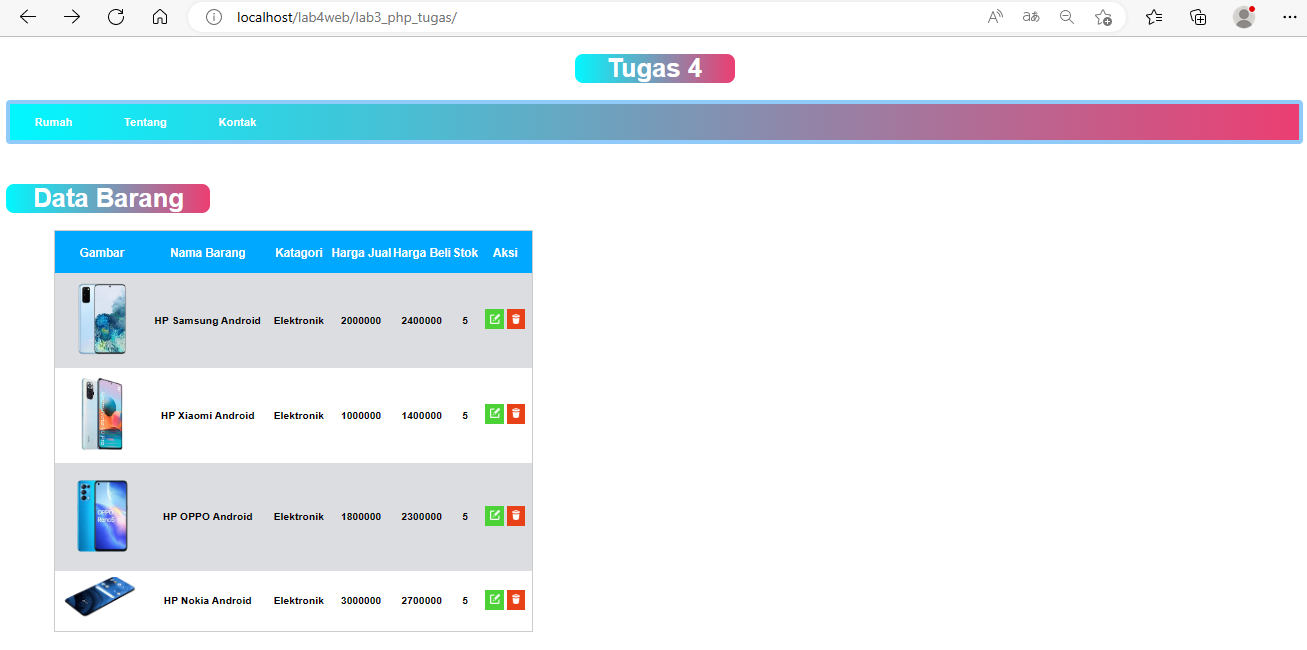 localhost/lab4web/lab3_php_tugas/
Tugas 4
Rumah Tentang Kontak
Data Barang
Gambar Nama Barang Katagori Harga Jual Harga Beli Stok Aksi
HP Samsung Android Elektronik 2000000 2400000 5
HP Xiaomi Android Elektronik 1000000 1400000 5
HP OPPO Android Elektronik 1800000 2300000 5
HP Nokia Android Elektronik 3000000 2700000 5